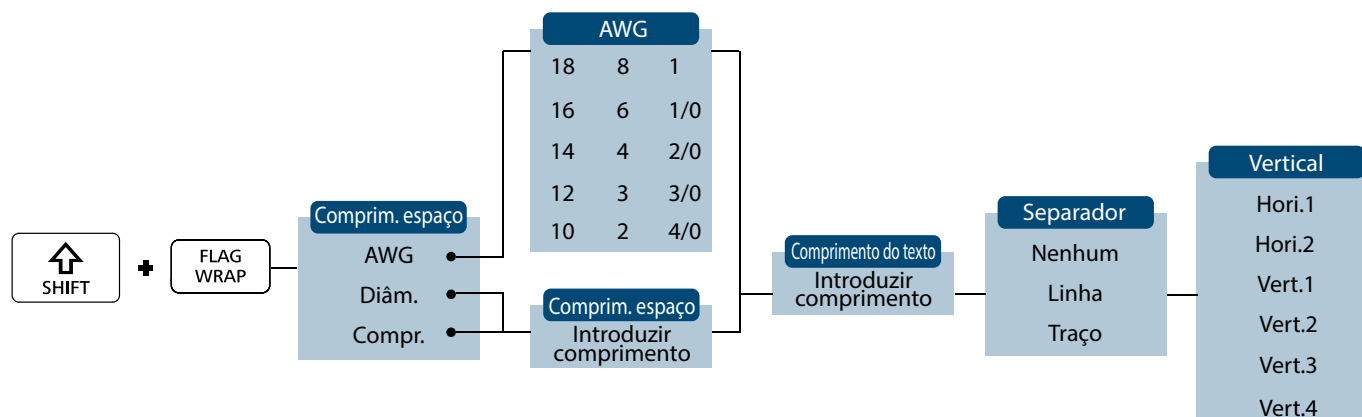 SHIFT
FLAG
WRAP
Comprim. espaço
AWG
Diâm.
Compr.
AWG
18 8 1
16 6 1/0
14 4 2/0
12 3 3/0
10 2 4/0
Comprim. espaço
Introduzir
comprimento
Comprimento do texto
Introduzir
comprimento
Separador
Nenhum
Linha
Traço
Vertical
Hori.1
Hori.2
Vert.1
Vert.2
Vert.3
Vert.4